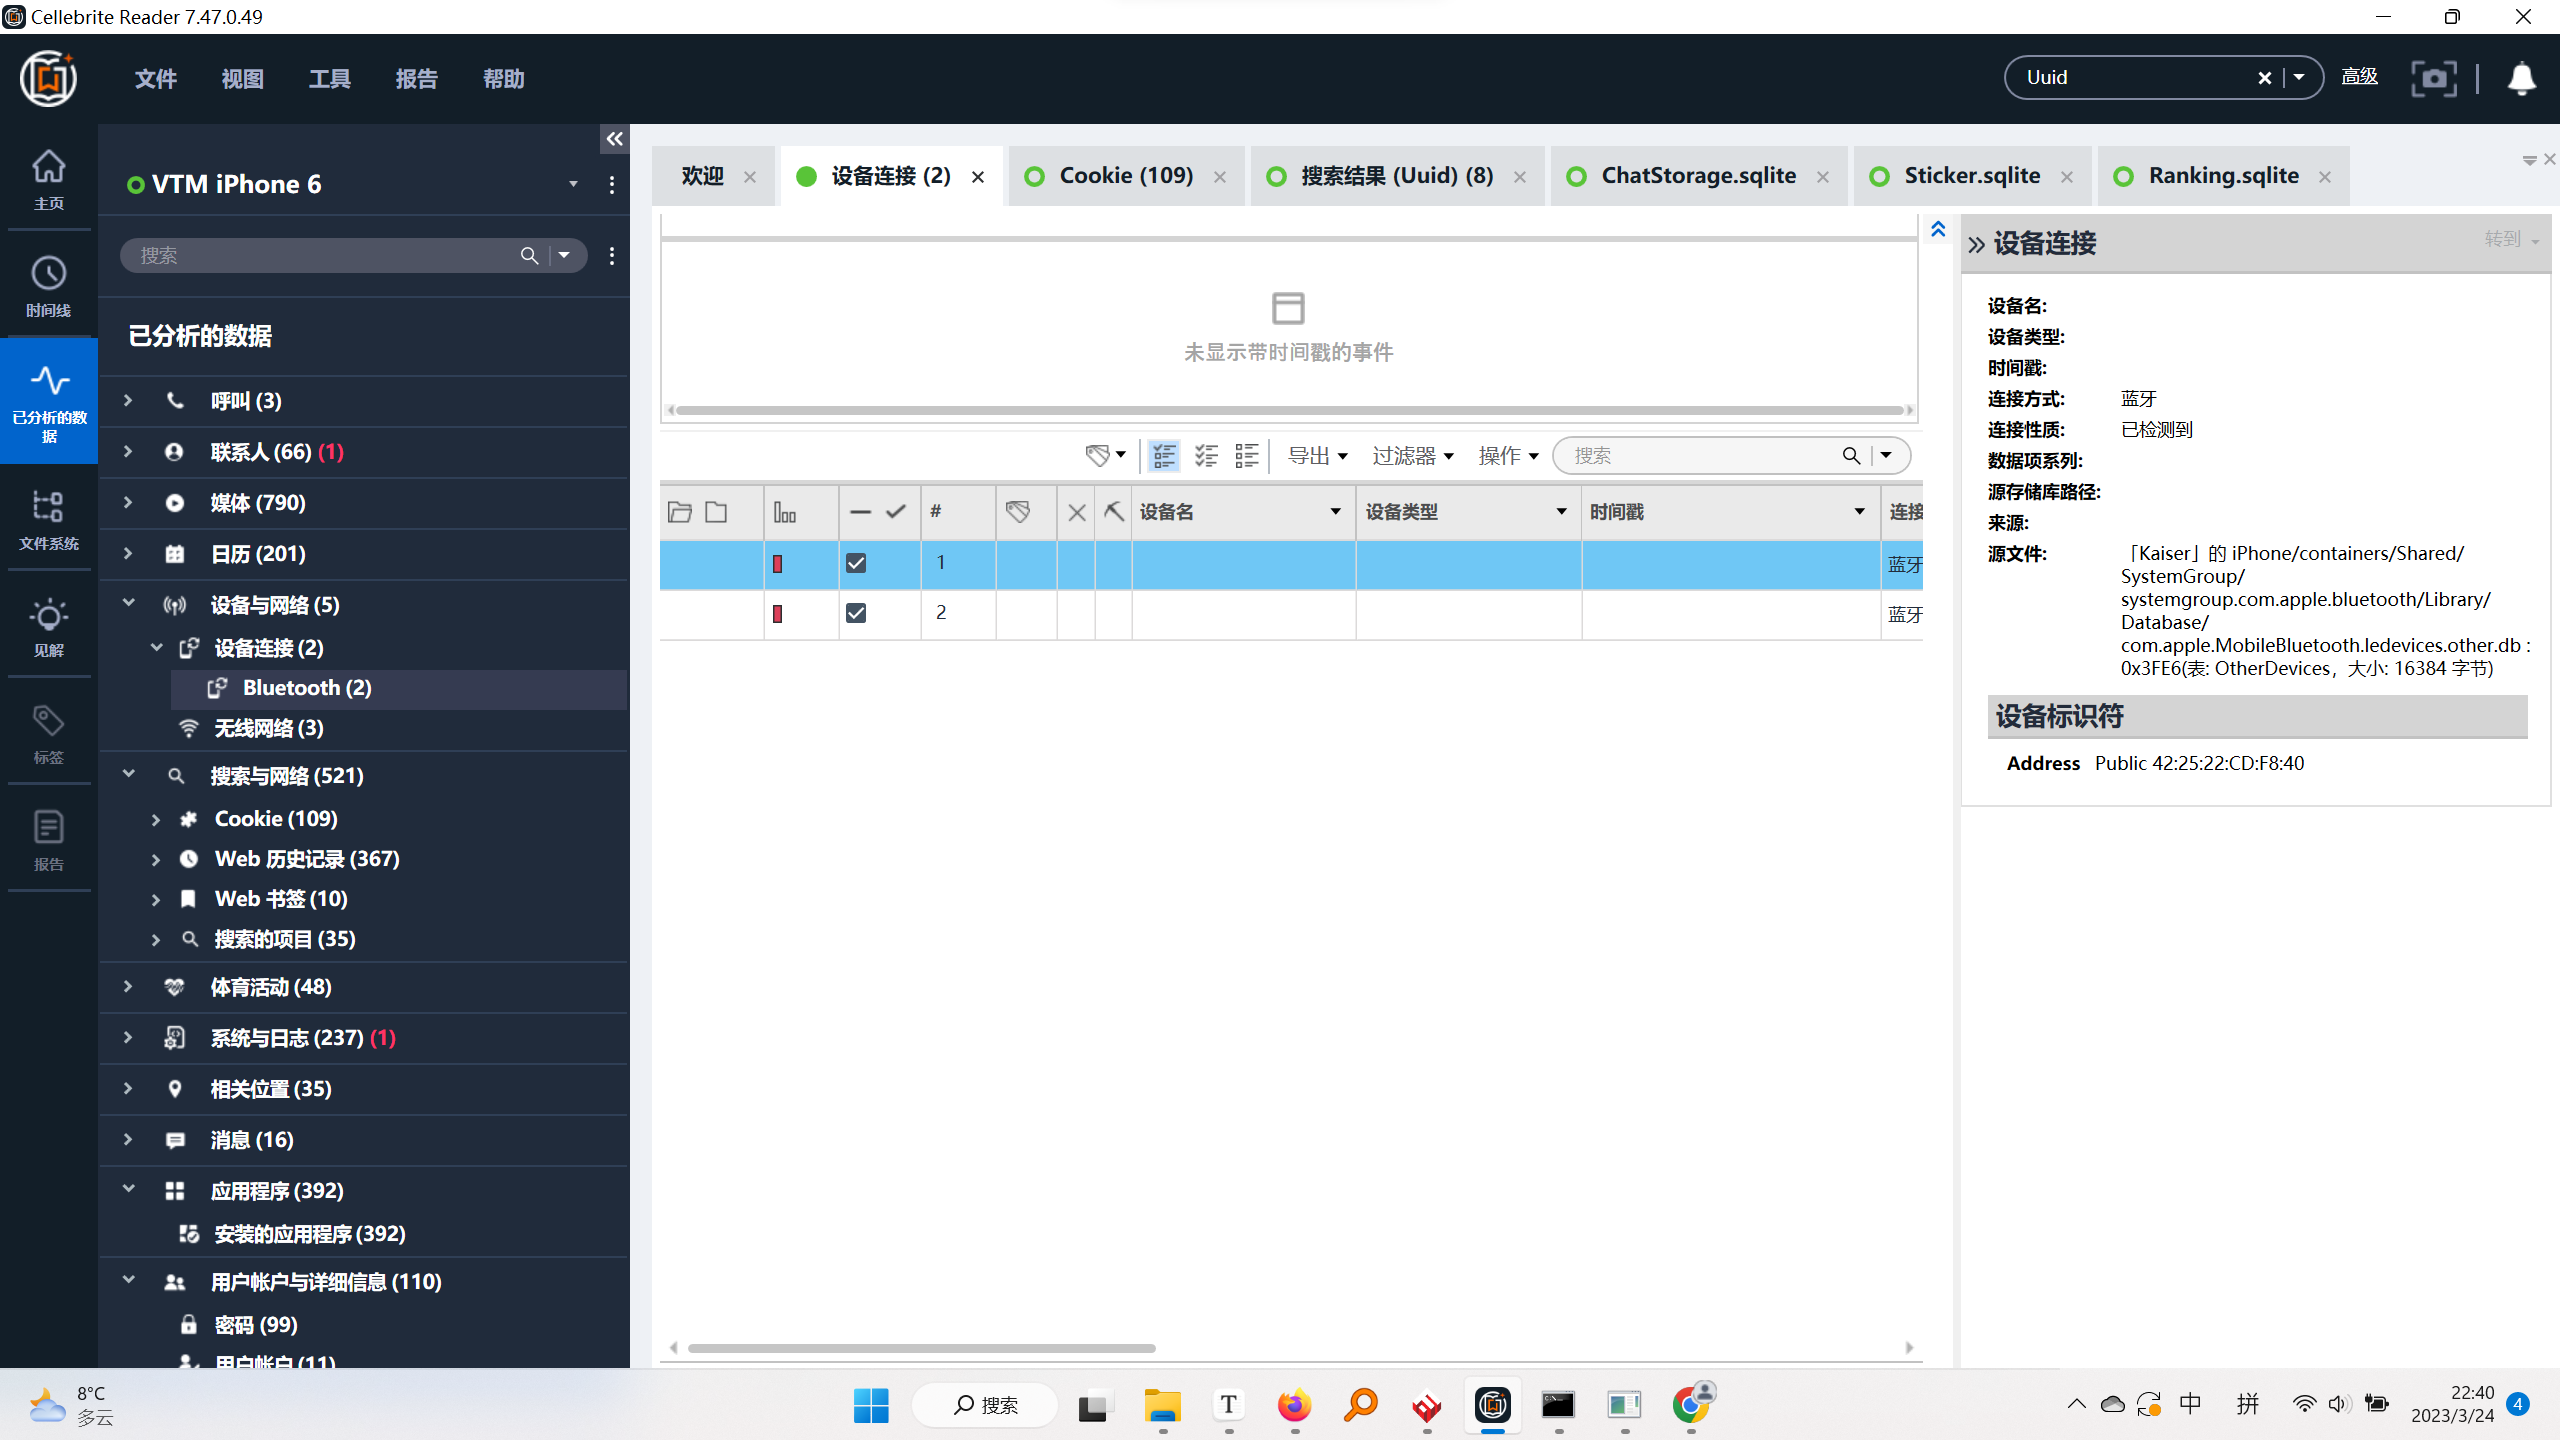 Cellebrite Reader 7.47.0.49
文件
视图
工具
报告
帮助
Uuid
高级
主页
时间线
已分析的数
据
文件系统
见解
标签
报告
VTM iPhone 6
搜索
已分析的数据
呼叫 (3)
联系人 (66) (1)
媒体 (790)
日历 (201)
设备与网络 (5)
设备连接 (2)
Bluetooth (2)
无线网络 (3)
搜索与网络 (521)
Cookie (109)
Web 历史记录 (367)
Web 书签 (10)
搜索的项目 (35)
体育活动 (48)
系统与日志 (237) (1)
相关位置 (35)
消息 (16)
应用程序 (392)
安装的应用程序 (392)
用户帐户与详细信息 (110)
密码 (99)
用户帐户 (11)
欢迎
设备连接 (2)
Cookie (109)
搜索结果 (Uuid) (8)
ChatStorage.sqlite
Sticker.sqlite
Ranking.sqlite
未显示带时间戳的事件
导出
过滤器
操作
搜索
#
设备名
设备类型
时间戳
连接
1
蓝牙
2
蓝牙
设备连接
转到
设备名:
设备类型:
时间戳:
连接方式: 蓝牙
连接性质: 已检测到
数据项系列:
源存储库路径:
来源:
源文件: 「Kaiser」的 iPhone/containers/Shared/
SystemGroup/
systemgroup.com.apple.bluetooth/Library/
Database/
com.apple.MobileBluetooth.ledevices.other.db :
0x3FE6(表: OtherDevices，大小: 16384 字节)
设备标识符
Address Public 42:25:22:CD:F8:40
8°C
多云
搜索
中
拼
22:40
2023/3/24
4